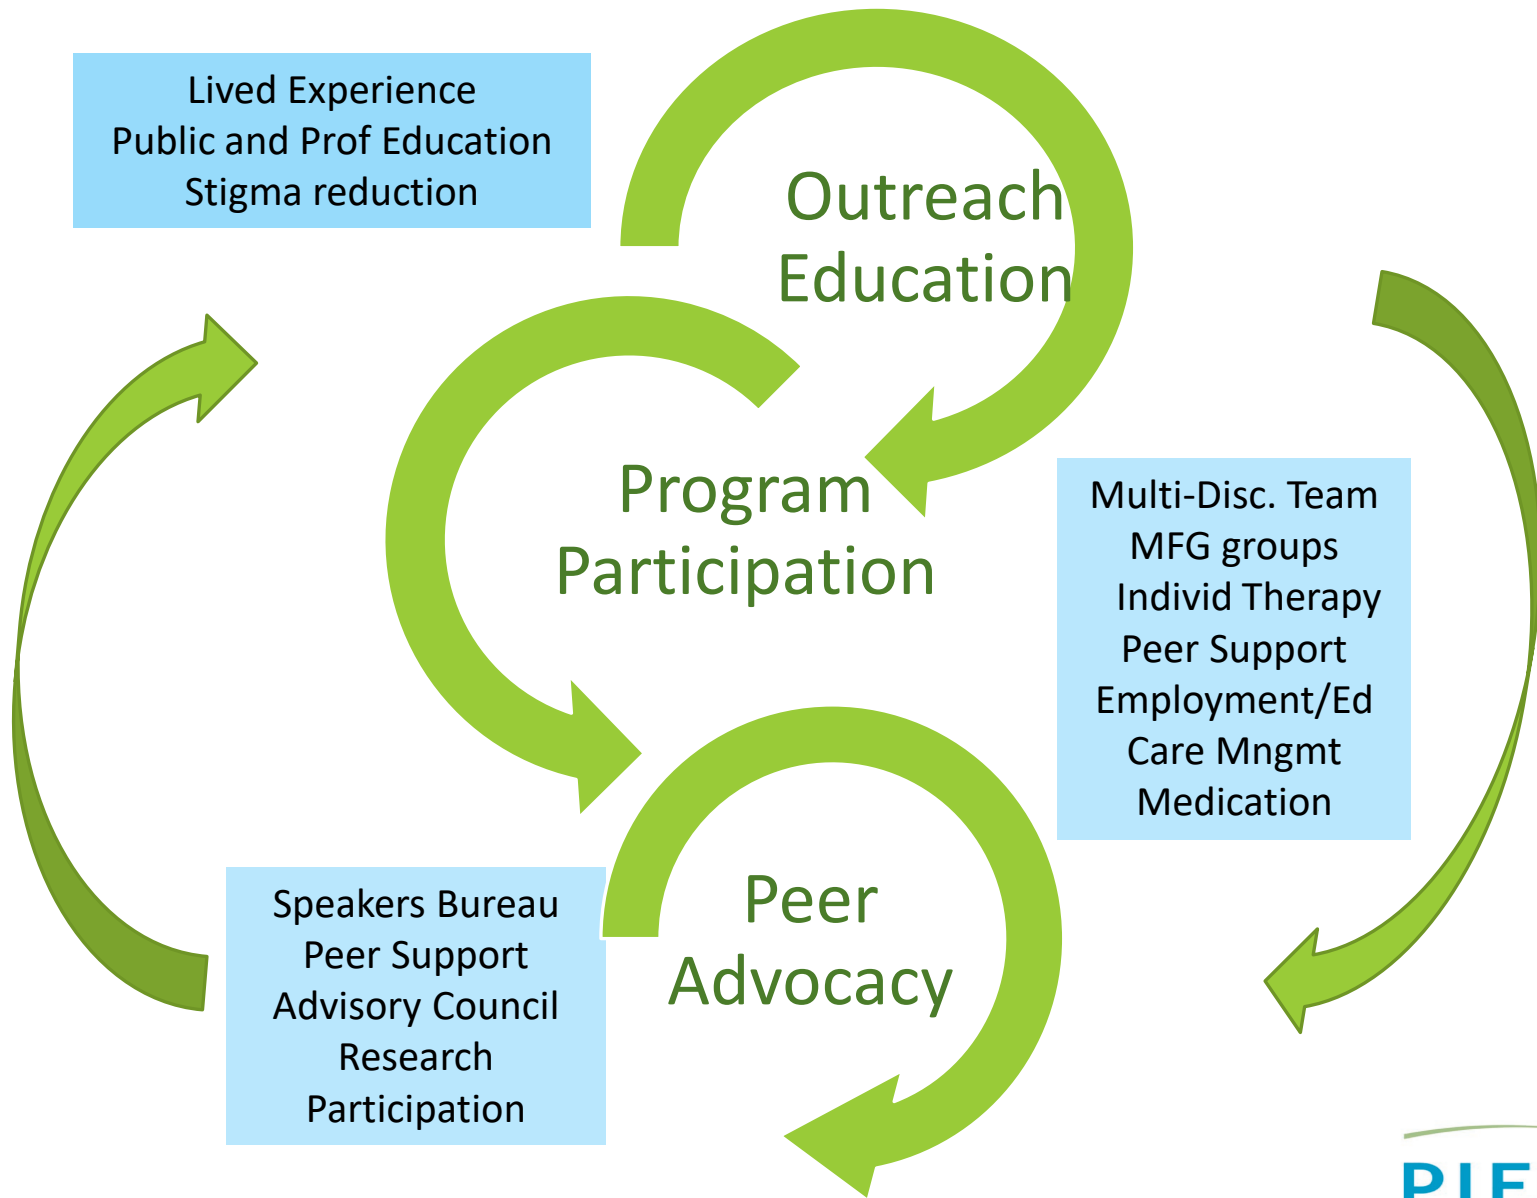 Lived Experience
Public and Prof Education
Stigma reduction
Outreach
Education
Program
Participation
Multi-Disc. Team
MFG groups
Individ Therapy
Peer Support
Employment/Ed
Care Mngmt
Medication
Speakers Bureau
Peer Support
Advisory Council
Research
Participation
Peer
Advocacy